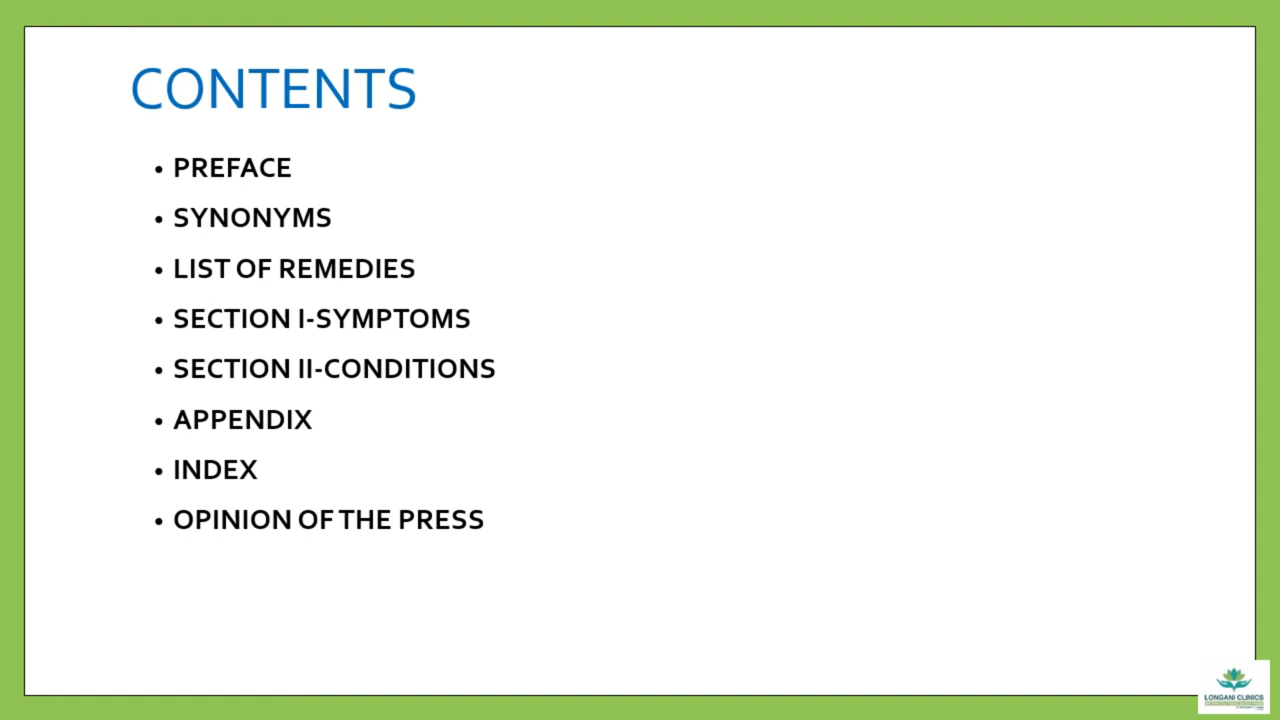 CONTENTS
• PREFACE
• SYNONYMS
• LIST OF REMEDIES
• SECTION I-SYMPTOMS
• SECTION II-CONDITIONS
• APPENDIX
• INDEX
• OPINION OF THE PRESS
LONGANI CLINICS